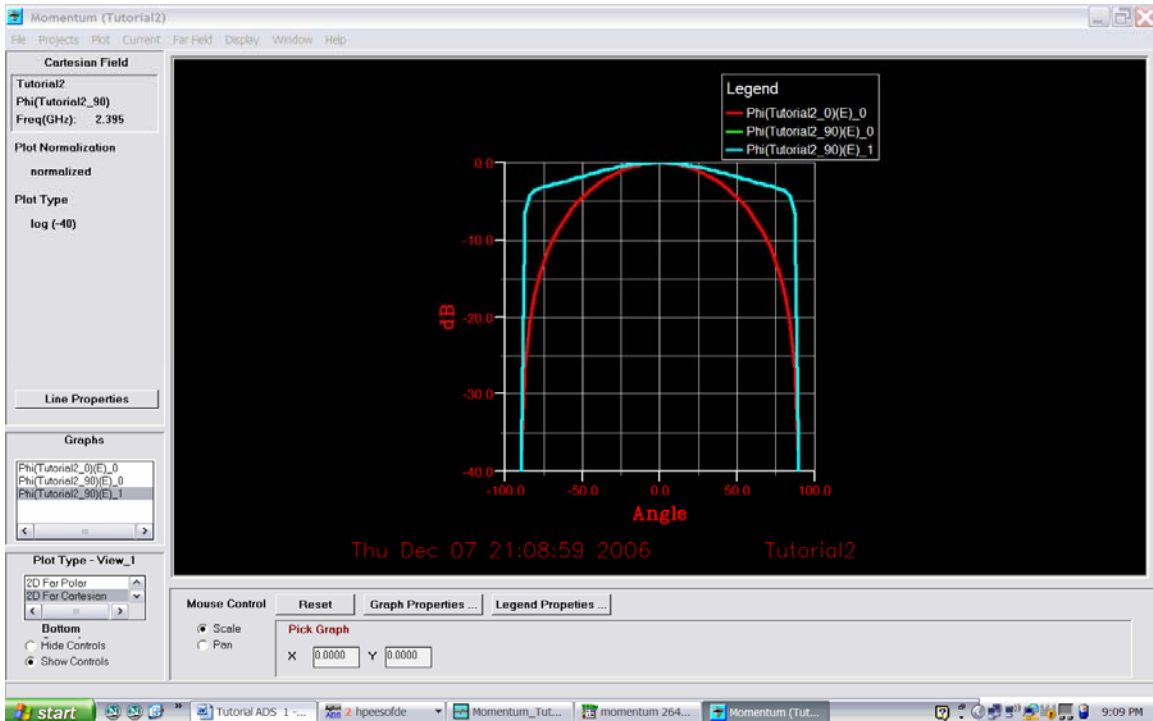 Momentum (Tutorial2)
File Projects Plot Current Far Field Display Window Help
Cartesian Field
Tutorial2
Phi(Tutorial2_90)
Freq(GHz): 2.395
Plot Normalization
normalized
Plot Type
log (-40)
Line Properties
Graphs
Phi(Tutorial2_0)(E)_0
Phi(Tutorial2_90)(E)_0
Phi(Tutorial2_90)(E)_1
Plot Type - View_1
2D Far Polar
2D Far Cartesian
Bottom
Hide Controls
Show Controls
Legend
Phi(Tutorial2_0)(E)_0
Phi(Tutorial2_90)(E)_0
Phi(Tutorial2_90)(E)_1
0.0
-10.0
-20.0
-30.0
-40.0
dB
-100.0 -50.0 0.0 50.0 100.0
Angle
Thu Dec 07 21:08:59 2006 Tutorial2
Mouse Control Reset Graph Properties ... Legend Propeties ...
Scale
Pan
Pick Graph
X 0.0000 Y 0.0000
start Tutorial ADS 1 -... 2 hpeesofde Momentum_Tut... momentum 264... Momentum (Tut... 9:09 PM